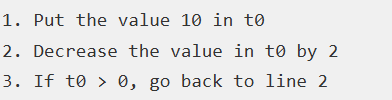 1. Put the value 10 in t0
2. Decrease the value in t0 by 2
3. If t0 > 0, go back to line 2